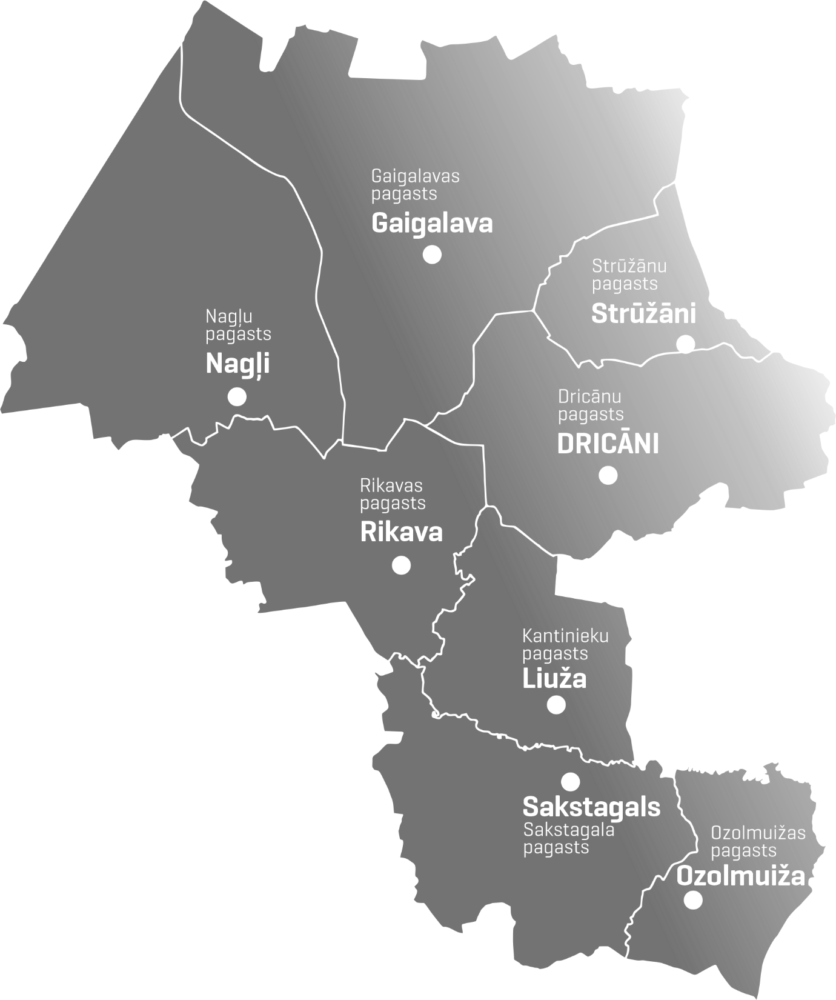 Gaigalavas
pagasts
Gaigalava
Strūžānu
pagasts
Strūžāni
Nagļu
pagasts
Nagļi
Dricānu
pagasts
DRICĀNI
Rikavas
pagasts
Rikava
Kantinieku
pagasts
Liuža
Sakstagals
Sakstagala
pagasts
Ozolmuižas
pagasts
Ozolmuiža